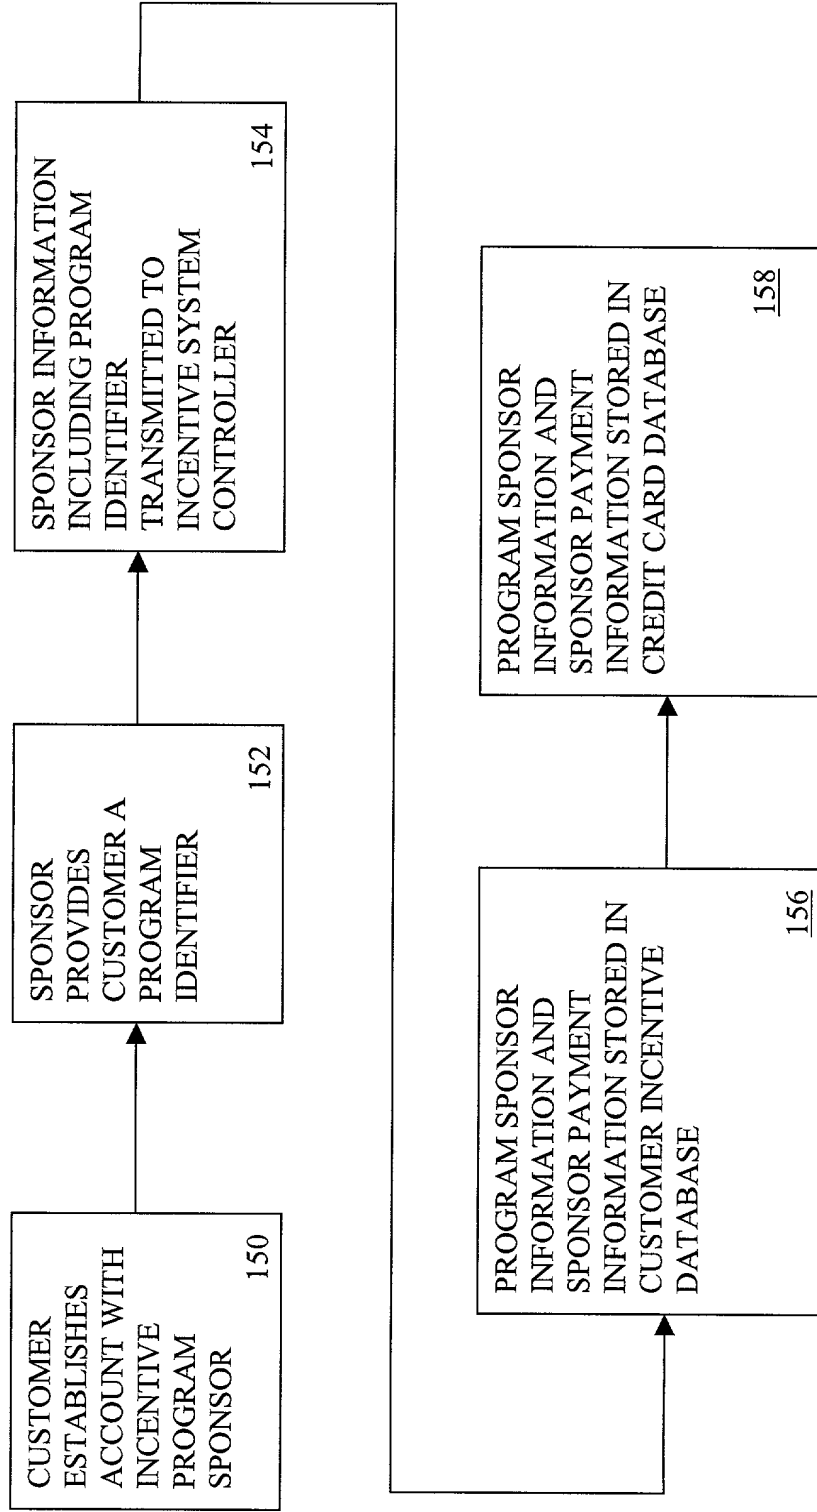 CUSTOMER
ESTABLISHES
ACCOUNT WITH
INCENTIVE
PROGRAM
SPONSOR
150
SPONSOR
PROVIDES
CUSTOMER A
PROGRAM
IDENTIFIER
152
SPONSOR INFORMATION
INCLUDING PROGRAM
IDENTIFIER
TRANSMITTED TO
INCENTIVE SYSTEM
CONTROLLER
154
PROGRAM SPONSOR
INFORMATION AND
SPONSOR PAYMENT
INFORMATION STORED IN
CUSTOMER INCENTIVE
DATABASE
156
PROGRAM SPONSOR
INFORMATION AND
SPONSOR PAYMENT
INFORMATION STORED IN
CREDIT CARD DATABASE
158